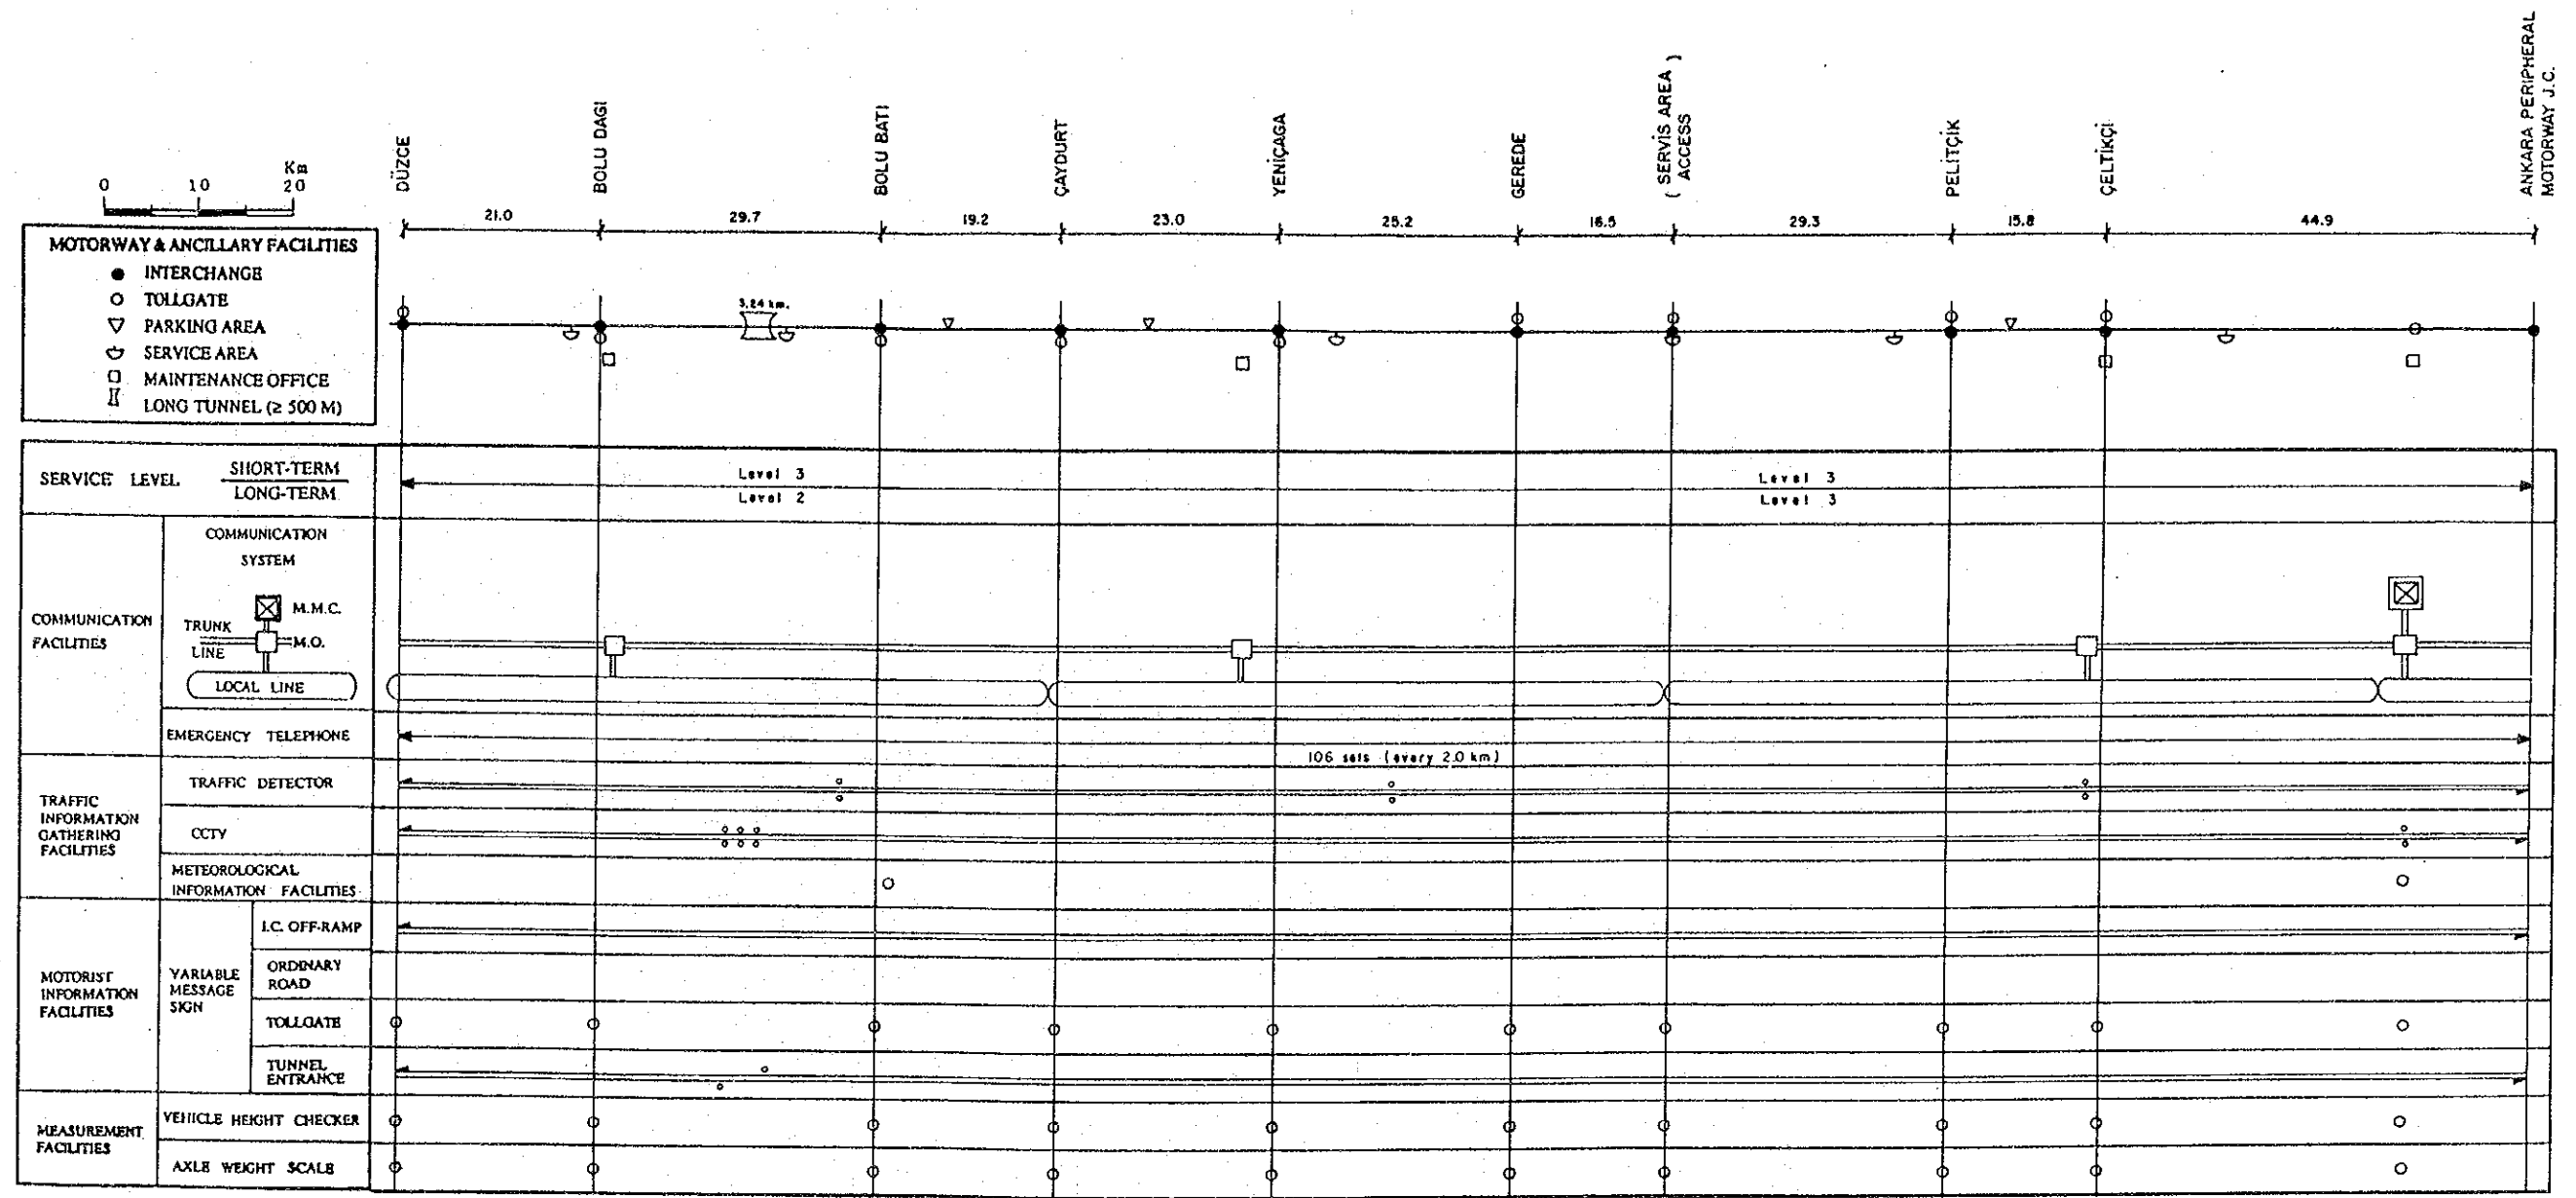 Km
0 10 20
DÜZCE
BOLU DAGI
BOLU BATI
ÇAYDURT
YENİÇAGA
GEREDE
( SERVİS AREA )
ACCESS
PELİTÇİK
ÇELTİKÇİ
ANKARA PERIPHERAL
MOTORWAY J.C.
21.0 29.7 19.2 23.0 25.2 16.5 29.3 15.8 44.9
MOTORWAY & ANCILLARY FACILITIES
INTERCHANGE
TOLLGATE
PARKING AREA
SERVICE AREA
MAINTENANCE OFFICE
LONG TUNNEL (≥ 500 M)
3.24 km.
SERVICE LEVEL
SHORT-TERM
LONG-TERM
Level 3
Level 2
Level 3
Level 3
COMMUNICATION
FACILITIES
COMMUNICATION
SYSTEM
M.M.C.
TRUNK
LINE
M.O.
LOCAL LINE
EMERGENCY TELEPHONE
106 sets (every 2.0 km)
TRAFFIC
INFORMATION
GATHERING
FACILITIES
TRAFFIC DETECTOR
CCTV
METEOROLOGICAL
INFORMATION FACILITIES
MOTORIST
INFORMATION
FACILITIES
VARIABLE
MESSAGE
SIGN
I.C. OFF-RAMP
ORDINARY
ROAD
TOLLGATE
TUNNEL
ENTRANCE
MEASUREMENT
FACILITIES
VEHICLE HEIGHT CHECKER
AXLE WEIGHT SCALE